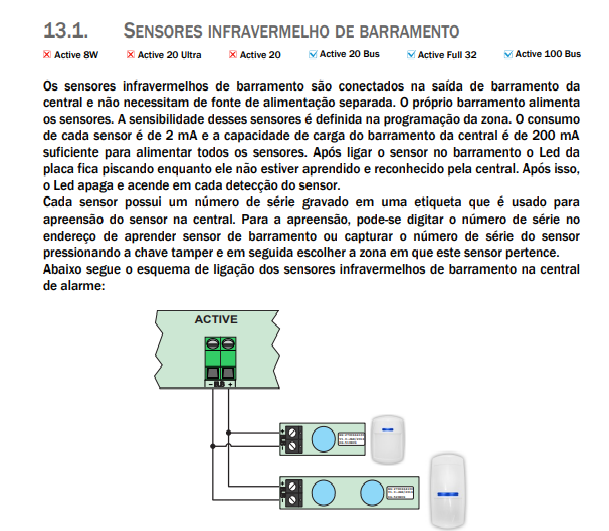 13.1. SENSORES INFRAVERMELHO DE BARRAMENTO
Active 8W Active 20 Ultra Active 20 Active 20 Bus Active Full 32 Active 100 Bus
Os sensores infravermelhos de barramento são conectados na saída de barramento da
central e não necessitam de fonte de alimentação separada. O próprio barramento alimenta
os sensores. A sensibilidade desses sensores é definida na programação da zona. O consumo
de cada sensor é de 2 mA e a capacidade de carga do barramento da central é de 200 mA
suficiente para alimentar todos os sensores. Após ligar o sensor no barramento o Led da
placa fica piscando enquanto ele não estiver aprendido e reconhecido pela central. Após isso,
o Led apaga e acende em cada detecção do sensor.
Cada sensor possui um número de série gravado em uma etiqueta que é usado para
apreensão do sensor na central. Para a apreensão, pode-se digitar o número de série no
endereço de aprender sensor de barramento ou capturar o número de série do sensor
pressionando a chave tamper e em seguida escolher a zona em que este sensor pertence.
Abaixo segue o esquema de ligação dos sensores infravermelhos de barramento na central
de alarme:
ACTIVE